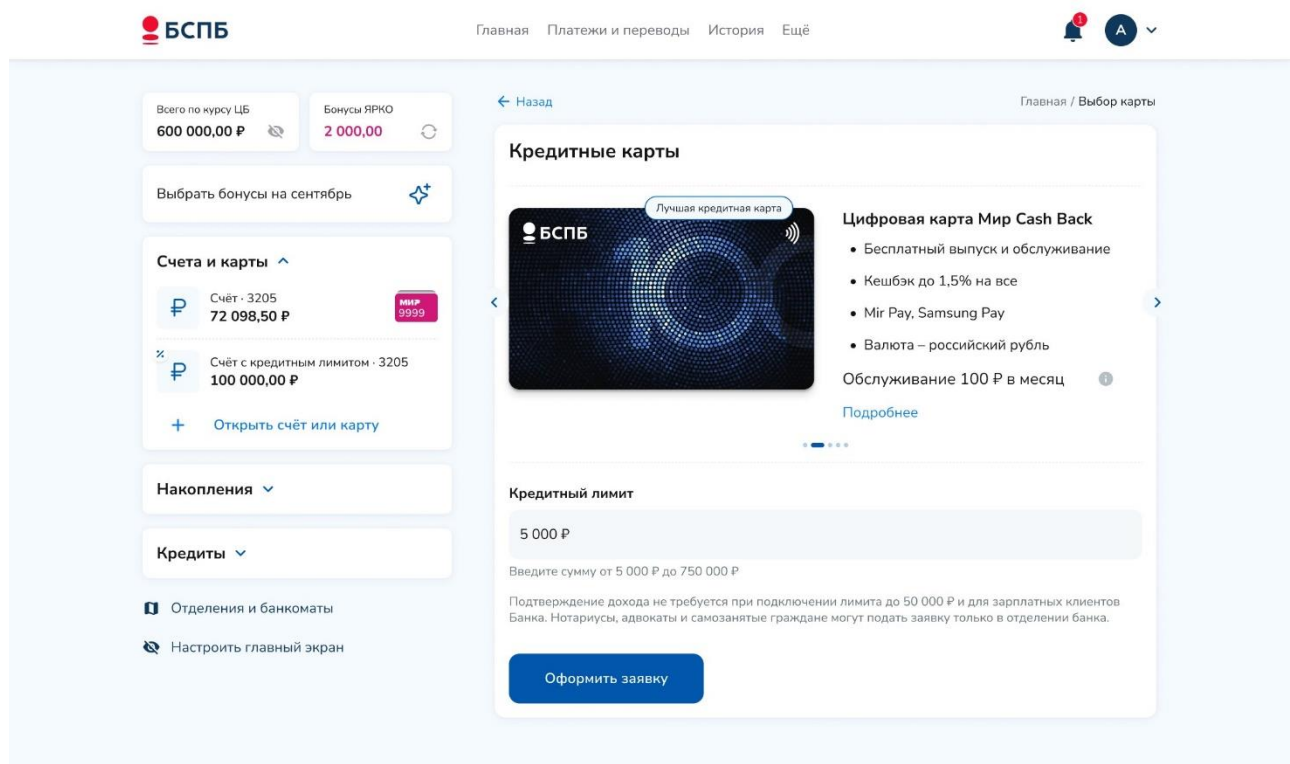 БСПБ
Главная Платежи и переводы История Ещё
1
А
Всего по курсу ЦБ
600 000,00 ₽
Бонусы ЯРКО
2 000,00
Выбрать бонусы на сентябрь
Счета и карты
Счёт · 3205
72 098,50 ₽
МИР
9999
Счёт с кредитным лимитом · 3205
100 000,00 ₽
+ Открыть счёт или карту
Накопления
Кредиты
Отделения и банкоматы
Настроить главный экран
← Назад
Главная / Выбор карты
Кредитные карты
Лучшая кредитная карта
БСПБ
100
Цифровая карта Мир Cash Back
• Бесплатный выпуск и обслуживание
• Кешбэк до 1,5% на все
• Mir Pay, Samsung Pay
• Валюта – российский рубль
Обслуживание 100 ₽ в месяц
Подробнее
Кредитный лимит
5 000 ₽
Введите сумму от 5 000 ₽ до 750 000 ₽
Подтверждение дохода не требуется при подключении лимита до 50 000 ₽ и для зарплатных клиентов
Банка. Нотариусы, адвокаты и самозанятые граждане могут подать заявку только в отделении банка.
Оформить заявку